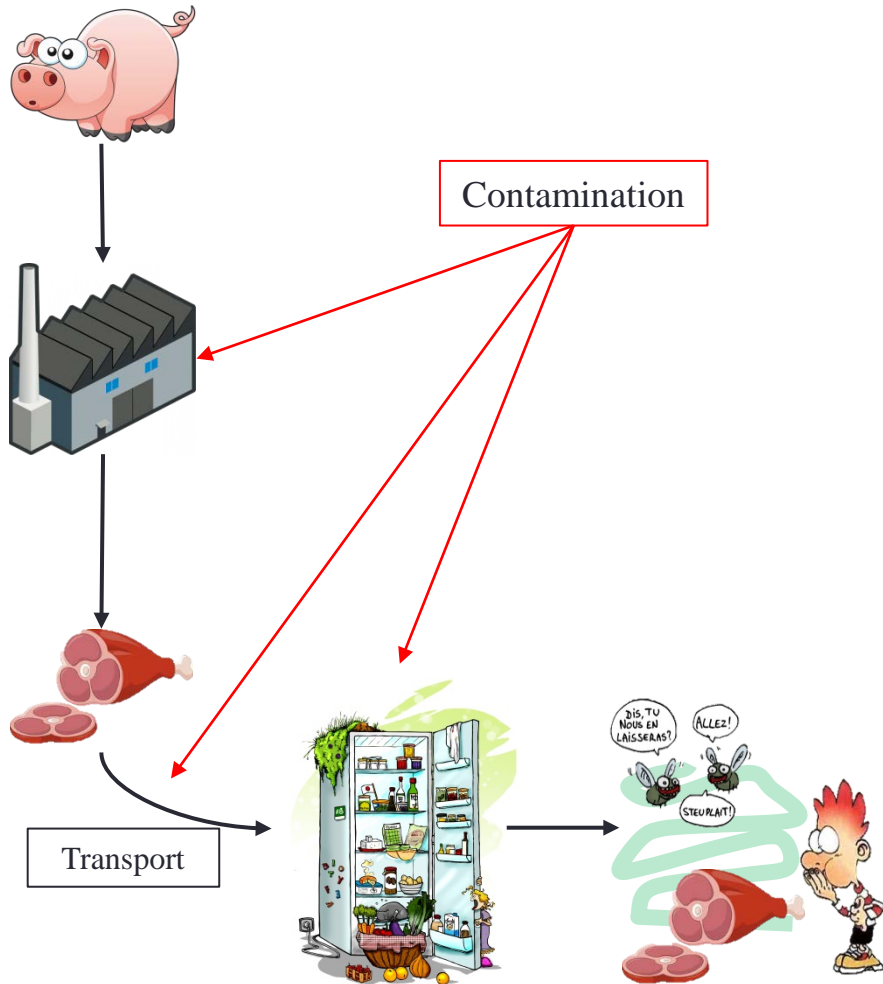 Contamination
DIS, TU
NOUS EN
LAISSERAS?
ALLEZ!
STEUPLAIT!
Transport